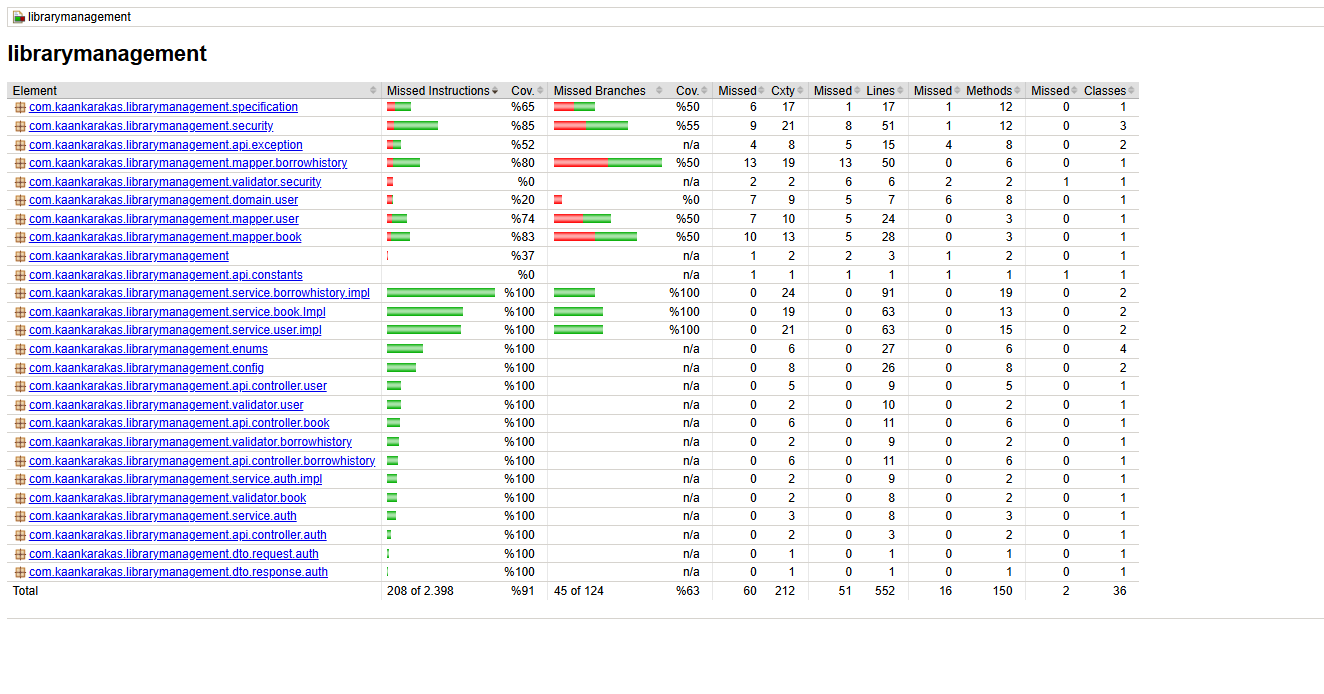 librarymanagement
librarymanagement
Element Missed Instructions Cov. Missed Branches Cov. Missed Cxty Missed Lines Missed Methods Missed Classes
com.kaankarakas.librarymanagement.specification %65 %50 6 17 1 17 1 12 0 1
com.kaankarakas.librarymanagement.security %85 %55 9 21 8 51 1 12 0 3
com.kaankarakas.librarymanagement.api.exception %52 n/a 4 8 5 15 4 8 0 2
com.kaankarakas.librarymanagement.mapper.borrowhistory %80 %50 13 19 13 50 0 6 0 1
com.kaankarakas.librarymanagement.validator.security %0 n/a 2 2 6 6 2 2 1 1
com.kaankarakas.librarymanagement.domain.user %20 %0 7 9 5 7 6 8 0 1
com.kaankarakas.librarymanagement.mapper.user %74 %50 7 10 5 24 0 3 0 1
com.kaankarakas.librarymanagement.mapper.book %83 %50 10 13 5 28 0 3 0 1
com.kaankarakas.librarymanagement %37 n/a 1 2 2 3 1 2 0 1
com.kaankarakas.librarymanagement.api.constants %0 n/a 1 1 1 1 1 1 1 1
com.kaankarakas.librarymanagement.service.borrowhistory.impl %100 %100 0 24 0 91 0 19 0 2
com.kaankarakas.librarymanagement.service.book.Impl %100 %100 0 19 0 63 0 13 0 2
com.kaankarakas.librarymanagement.service.user.impl %100 %100 0 21 0 63 0 15 0 2
com.kaankarakas.librarymanagement.enums %100 n/a 0 6 0 27 0 6 0 4
com.kaankarakas.librarymanagement.config %100 n/a 0 8 0 26 0 8 0 2
com.kaankarakas.librarymanagement.api.controller.user %100 n/a 0 5 0 9 0 5 0 1
com.kaankarakas.librarymanagement.validator.user %100 n/a 0 2 0 10 0 2 0 1
com.kaankarakas.librarymanagement.api.controller.book %100 n/a 0 6 0 11 0 6 0 1
com.kaankarakas.librarymanagement.validator.borrowhistory %100 n/a 0 2 0 9 0 2 0 1
com.kaankarakas.librarymanagement.api.controller.borrowhistory %100 n/a 0 6 0 11 0 6 0 1
com.kaankarakas.librarymanagement.service.auth.impl %100 n/a 0 2 0 9 0 2 0 1
com.kaankarakas.librarymanagement.validator.book %100 n/a 0 2 0 8 0 2 0 1
com.kaankarakas.librarymanagement.service.auth %100 n/a 0 3 0 8 0 3 0 1
com.kaankarakas.librarymanagement.api.controller.auth %100 n/a 0 2 0 3 0 2 0 1
com.kaankarakas.librarymanagement.dto.request.auth %100 n/a 0 1 0 1 0 1 0 1
com.kaankarakas.librarymanagement.dto.response.auth %100 n/a 0 1 0 1 0 1 0 1
Total 208 of 2.398 %91 45 of 124 %63 60 212 51 552 16 150 2 36